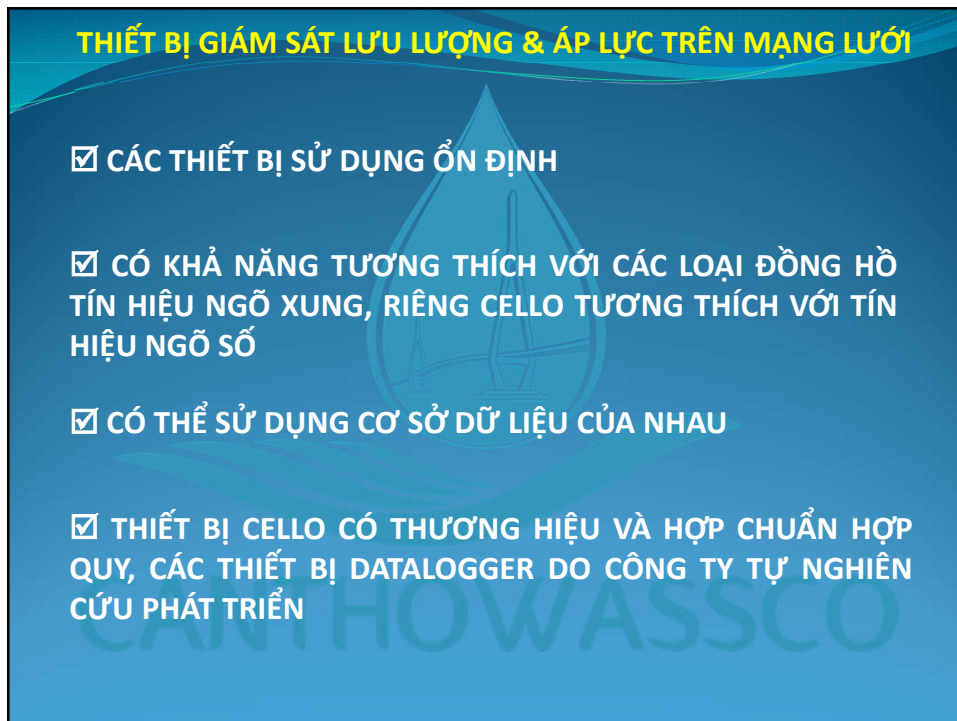 THIẾT BỊ GIÁM SÁT LƯU LƯỢNG & ÁP LỰC TRÊN MẠNG LƯỚI
☑ CÁC THIẾT BỊ SỬ DỤNG ỔN ĐỊNH
☑ CÓ KHẢ NĂNG TƯƠNG THÍCH VỚI CÁC LOẠI ĐỒNG HỒ
TÍN HIỆU NGÕ XUNG, RIÊNG CELLO TƯƠNG THÍCH VỚI TÍN
HIỆU NGÕ SỐ
☑ CÓ THỂ SỬ DỤNG CƠ SỞ DỮ LIỆU CỦA NHAU
☑ THIẾT BỊ CELLO CÓ THƯƠNG HIỆU VÀ HỢP CHUẨN HỢP
QUY, CÁC THIẾT BỊ DATALOGGER DO CÔNG TY TỰ NGHIÊN
CỨU PHÁT TRIỂN
CANTHOWASSCO